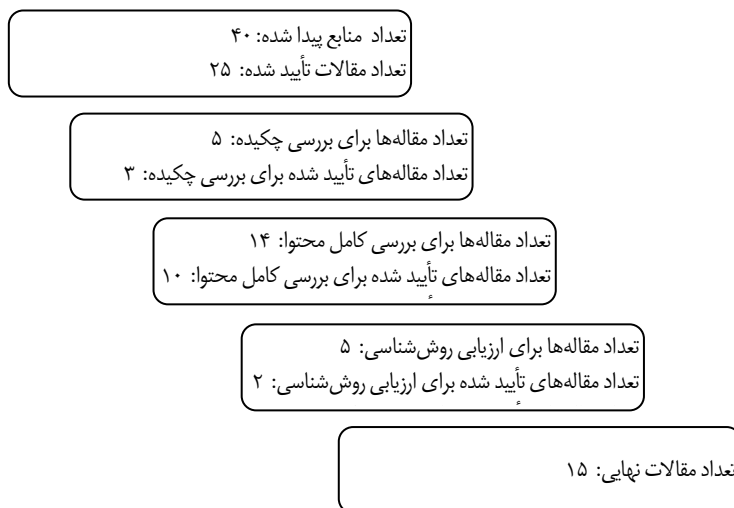 تعداد منابع پیدا شده: ۴۰
تعداد مقالات تأیید شده: ۲۵
تعداد مقاله‌ها برای بررسی چکیده: ۵
تعداد مقاله‌های تأیید شده برای بررسی چکیده: ۳
تعداد مقاله‌ها برای بررسی کامل محتوا: ۱۴
تعداد مقاله‌های تأیید شده برای بررسی کامل محتوا: ۱۰
تعداد مقاله‌ها برای ارزیابی روش‌شناسی: ۵
تعداد مقاله‌های تأیید شده برای ارزیابی روش‌شناسی: ۲
تعداد مقالات نهایی: ۱۵